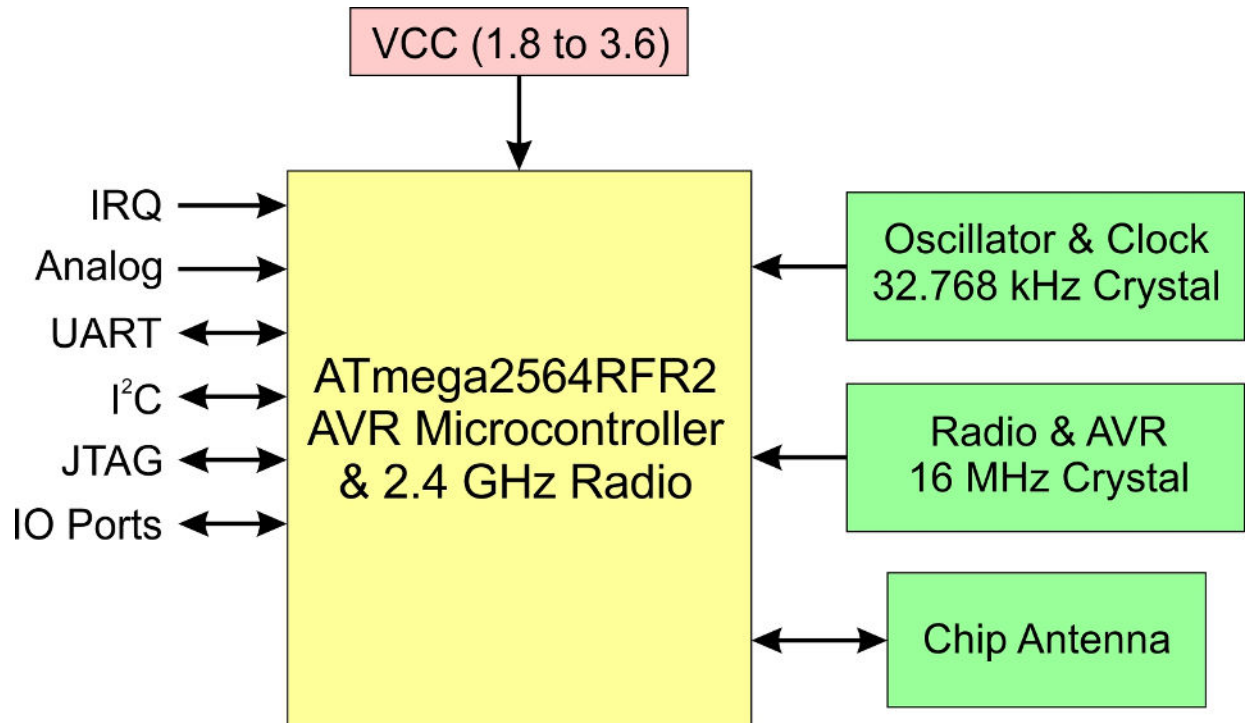 VCC (1.8 to 3.6)
IRQ
Analog
UART
I²C
JTAG
IO Ports
ATmega2564RFR2
AVR Microcontroller
& 2.4 GHz Radio
Oscillator & Clock
32.768 kHz Crystal
Radio & AVR
16 MHz Crystal
Chip Antenna